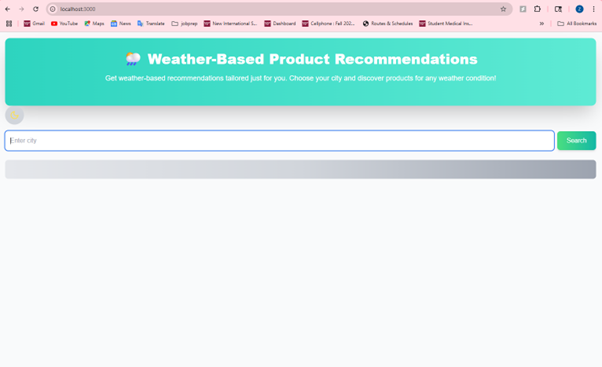 localhost:3000
Gmail YouTube Maps News Translate jobprep New International S... Dashboard Cellphone : Fall 202... Routes & Schedules Student Medical Ins... » All Bookmarks
Weather-Based Product Recommendations
Get weather-based recommendations tailored just for you. Choose your city and discover products for any weather condition!
Enter city Search